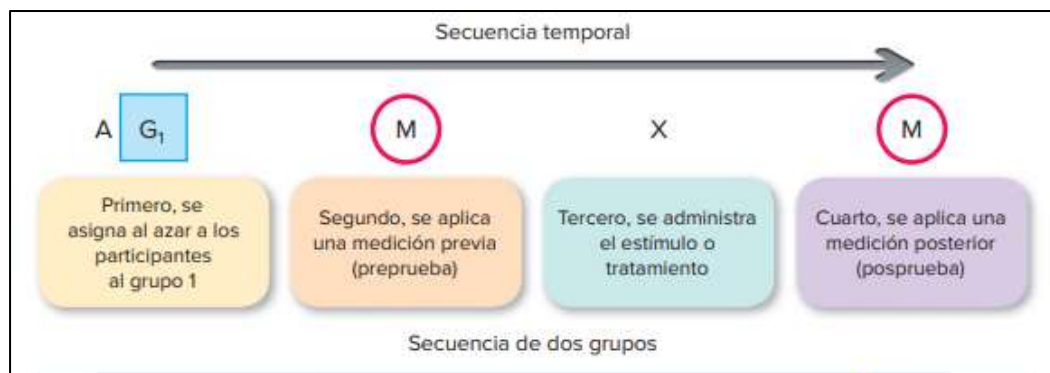 Secuencia temporal
A G₁ M X M
Primero, se
asigna al azar a los
participantes
al grupo 1
Segundo, se aplica
una medición previa
(preprueba)
Tercero, se administra
el estímulo o
tratamiento
Cuarto, se aplica una
medición posterior
(posprueba)
Secuencia de dos grupos